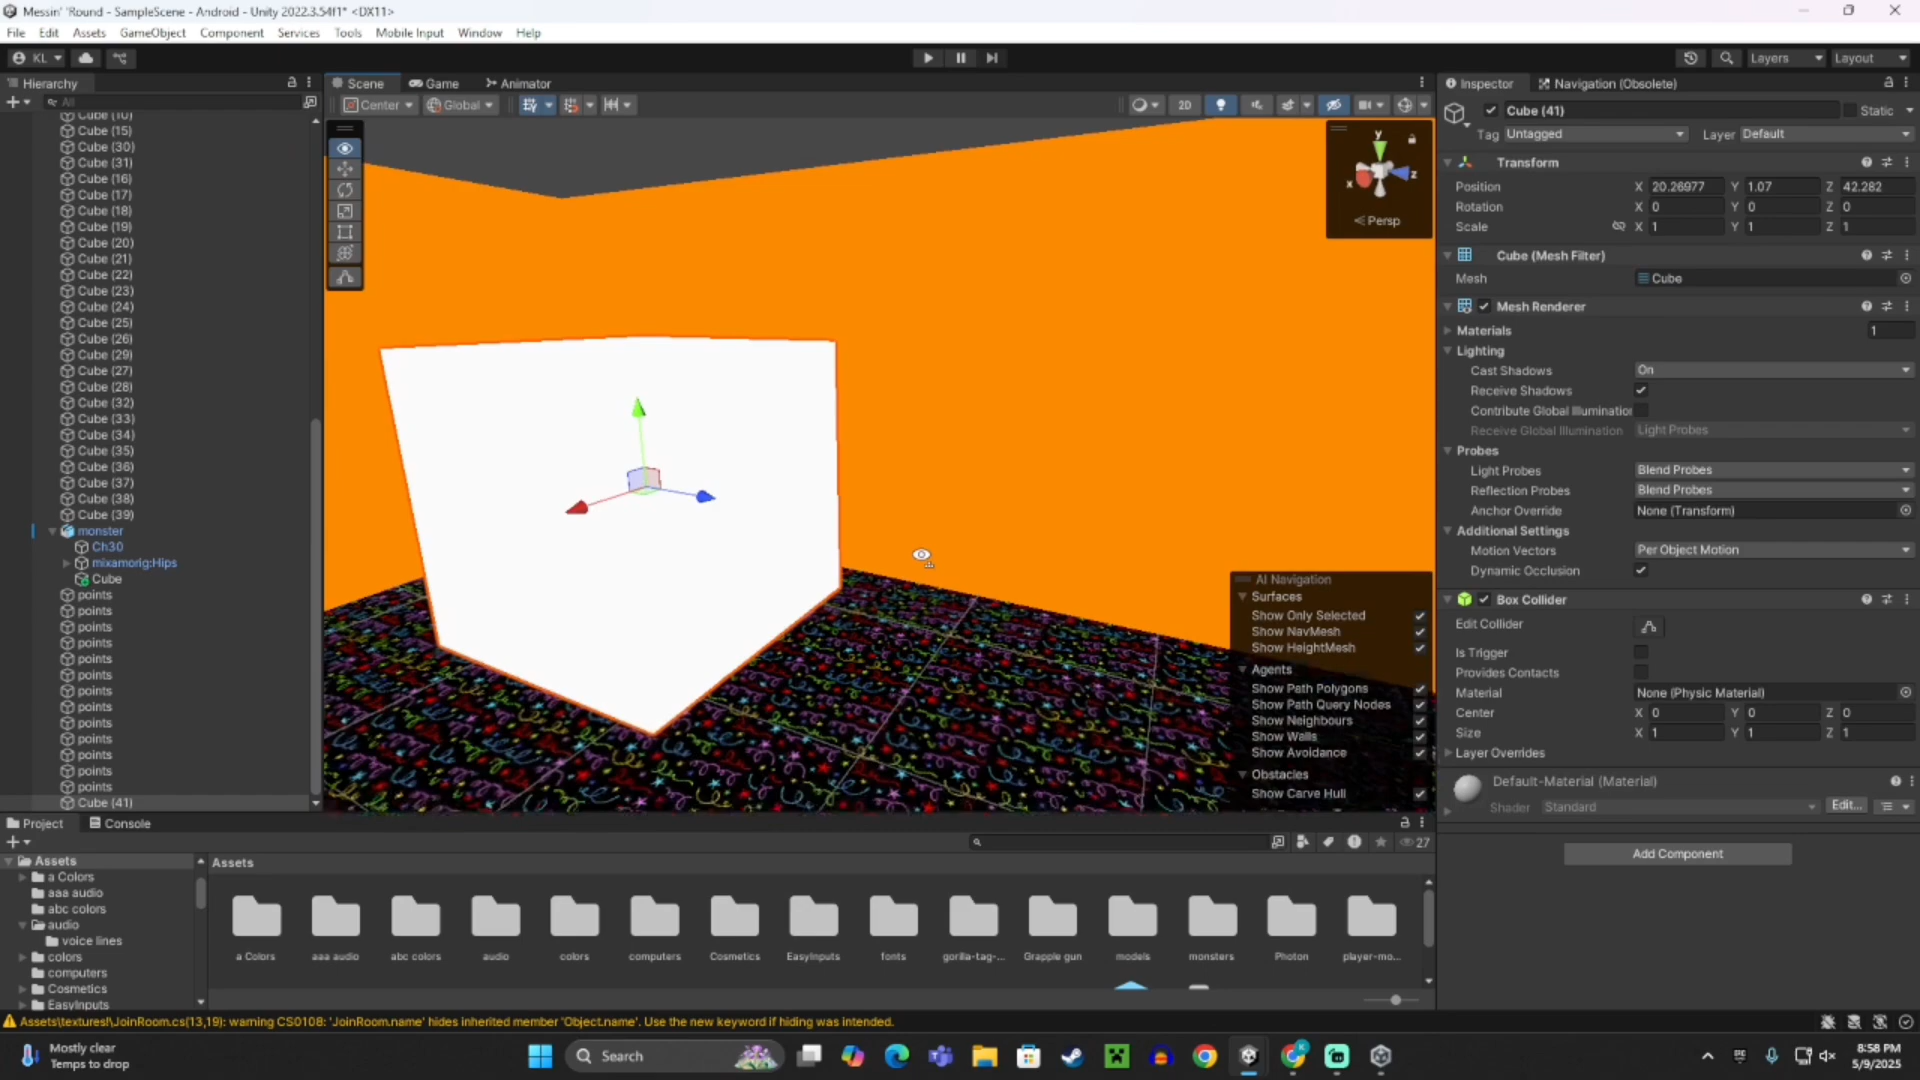 Messin' 'Round - SampleScene - Android - Unity 2022.3.54f1* <DX11>
File Edit Assets GameObject Component Services Tools Mobile Input Window Help
KL Layers Layout
Hierarchy Scene Game Animator Inspector Navigation (Obsolete)
All Center Global 2D
Cube (10)
Cube (15)
Cube (30)
Cube (31)
Cube (16)
Cube (17)
Cube (18)
Cube (19)
Cube (20)
Cube (21)
Cube (22)
Cube (23)
Cube (24)
Cube (25)
Cube (26)
Cube (29)
Cube (27)
Cube (28)
Cube (32)
Cube (33)
Cube (34)
Cube (35)
Cube (36)
Cube (37)
Cube (38)
Cube (39)
monster
Ch30
mixamorig:Hips
Cube
points
points
points
points
points
points
points
points
points
points
points
points
points
Cube (41)
y
x z
Persp
AI Navigation
Surfaces
Show Only Selected
Show NavMesh
Show HeightMesh
Agents
Show Path Polygons
Show Path Query Nodes
Show Neighbours
Show Walls
Show Avoidance
Obstacles
Show Carve Hull
Cube (41) Static
Tag Untagged Layer Default
Transform
Position X 20.26977 Y 1.07 Z 42.282
Rotation X 0 Y 0 Z 0
Scale X 1 Y 1 Z 1
Cube (Mesh Filter)
Mesh Cube
Mesh Renderer
Materials 1
Lighting
Cast Shadows On
Receive Shadows
Contribute Global Illumination
Receive Global Illumination Light Probes
Probes
Light Probes Blend Probes
Reflection Probes Blend Probes
Anchor Override None (Transform)
Additional Settings
Motion Vectors Per Object Motion
Dynamic Occlusion
Box Collider
Edit Collider
Is Trigger
Provides Contacts
Material None (Physic Material)
Center X 0 Y 0 Z 0
Size X 1 Y 1 Z 1
Layer Overrides
Default-Material (Material)
Shader Standard Edit...
Add Component
Project Console
27
Assets
a Colors
aaa audio
abc colors
audio
voice lines
colors
computers
Cosmetics
EasyInputs
Assets
a Colors aaa audio abc colors audio colors computers Cosmetics EasyInputs fonts gorilla-tag-... Grapple gun models monsters Photon player-mo...
Assets\textures!\JoinRoom.cs(13,19): warning CS0108: 'JoinRoom.name' hides inherited member 'Object.name'. Use the new keyword if hiding was intended.
Mostly clear
Temps to drop
Search
8:58 PM
5/9/2025